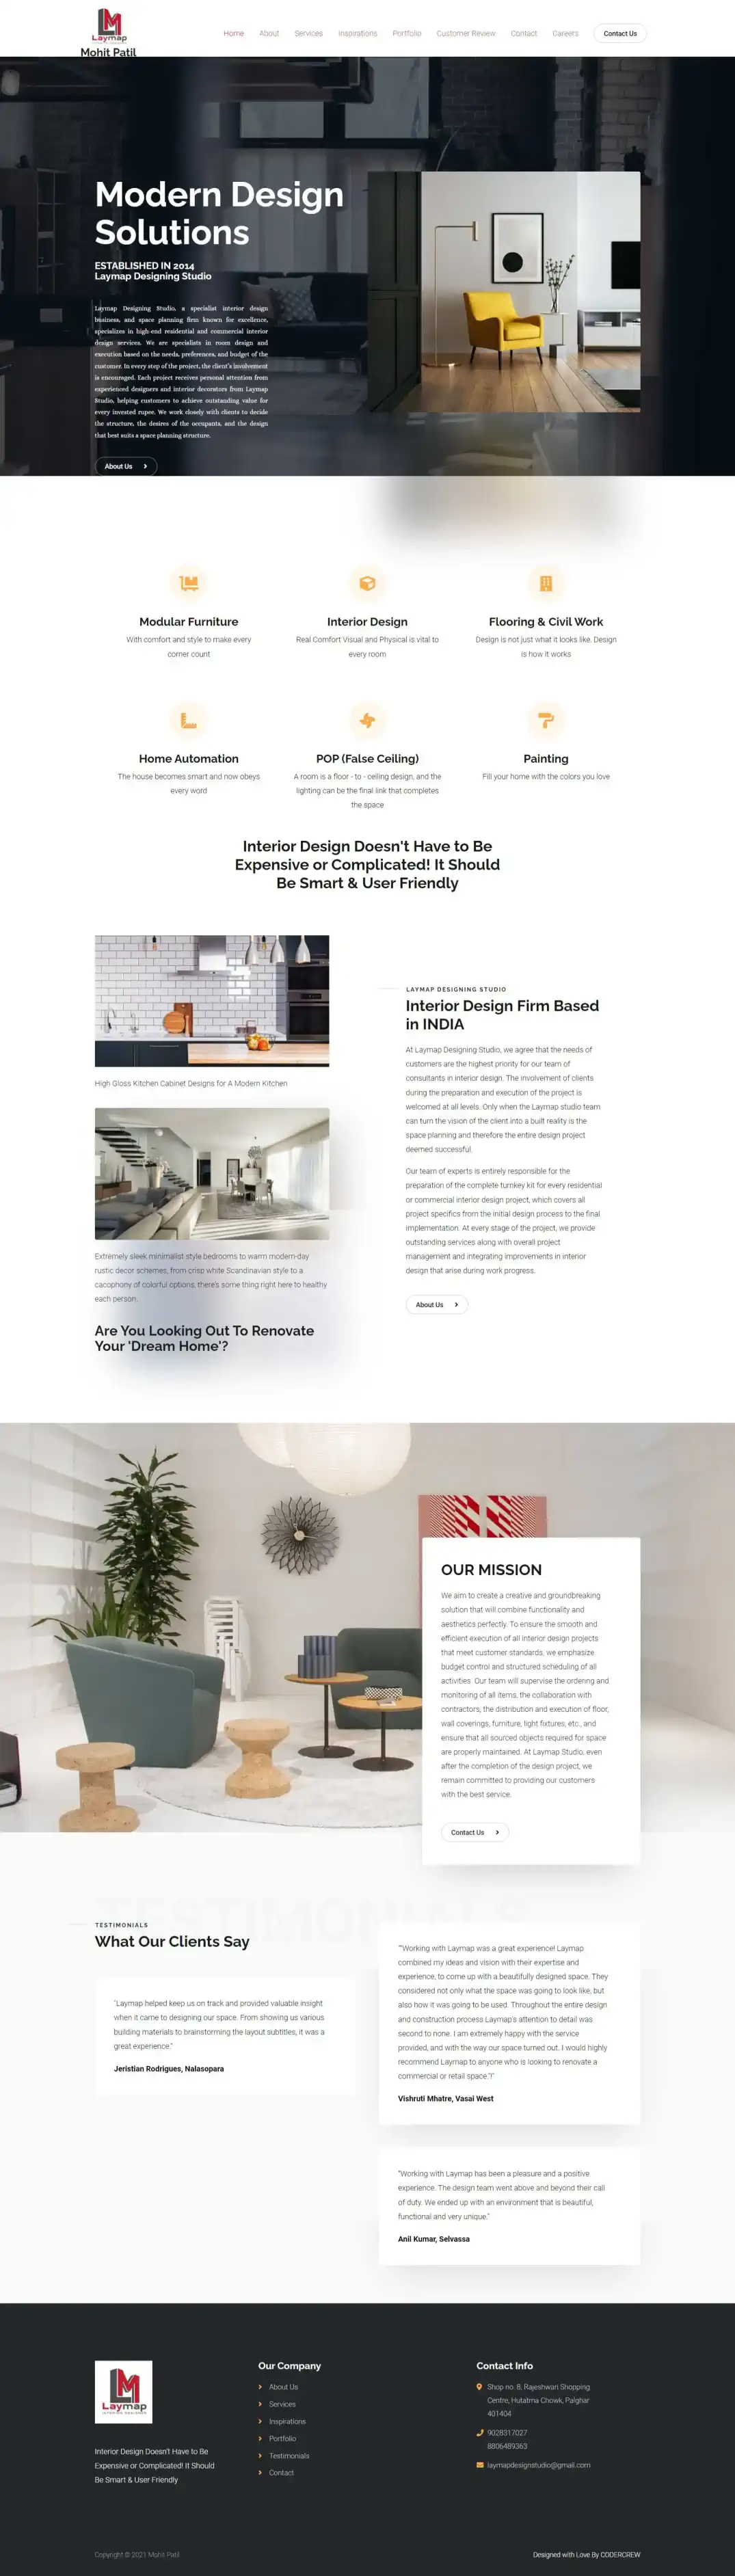 LM
Laymap
Mohit Patil
Home About Services Inspirations Portfolio Customer Review Contact Careers Contact Us
Modern Design
Solutions
ESTABLISHED IN 2014
Laymap Designing Studio
Laymap Designing Studio, a specialist interior design
business, and space planning firm known for excellence,
specializes in high-end residential and commercial interior
design services. We are specialists in room design and
execution based on the needs, preferences, and budget of the
customer. In every step of the project, the client's involvement
is encouraged. Each project receives personal attention from
experienced designers and interior decorators from Laymap
Studio, helping customers to achieve outstanding value for
every invested rupee. We work closely with clients to decide
the structure, the desires of the occupants, and the design
that best suits a space planning structure.
About Us
Modular Furniture
With comfort and style to make every
corner count
Interior Design
Real Comfort Visual and Physical is vital to
every room
Flooring & Civil Work
Design is not just what it looks like. Design
is how it works
Home Automation
The house becomes smart and now obeys
every word
POP (False Ceiling)
A room is a floor - to - ceiling design, and the
lighting can be the final link that completes
the space
Painting
Fill your home with the colors you love
Interior Design Doesn't Have to Be
Expensive or Complicated! It Should
Be Smart & User Friendly
High Gloss Kitchen Cabinet Designs for A Modern Kitchen
Extremely sleek minimalist style bedrooms to warm modern-day
rustic decor schemes, from crisp white Scandinavian style to a
cacophony of colorful options, there's some thing right here to healthy
each person.
Are You Looking Out To Renovate
Your 'Dream Home'?
LAYMAP DESIGNING STUDIO
Interior Design Firm Based
in INDIA
At Laymap Designing Studio, we agree that the needs of
customers are the highest priority for our team of
consultants in interior design. The involvement of clients
during the preparation and execution of the project is
welcomed at all levels. Only when the Laymap studio team
can turn the vision of the client into a built reality is the
space planning and therefore the entire design project
deemed successful.
Our team of experts is entirely responsible for the
preparation of the complete turnkey kit for every residential
or commercial interior design project, which covers all
project specifics from the initial design process to the final
implementation. At every stage of the project, we provide
outstanding services along with overall project
management and integrating improvements in interior
design that arise during work progress.
About Us
OUR MISSION
We aim to create a creative and groundbreaking
solution that will combine functionality and
aesthetics perfectly. To ensure the smooth and
efficient execution of all interior design projects
that meet customer standards, we emphasize
budget control and structured scheduling of all
activities. Our team will supervise the ordering and
monitoring of all items, the collaboration with
contractors, the distribution and execution of floor,
wall coverings, furniture, light fixtures, etc., and
ensure that all sourced objects required for space
are properly maintained. At Laymap Studio, even
after the completion of the design project, we
remain committed to providing our customers
with the best service.
Contact Us
TESTIMONIALS
TESTIMONIALS
What Our Clients Say
"Laymap helped keep us on track and provided valuable insight
when it came to designing our space. From showing us various
building materials to brainstorming the layout subtitles, it was a
great experience."
Jeristian Rodrigues, Nalasopara
""Working with Laymap was a great experience! Laymap
combined my ideas and vision with their expertise and
experience, to come up with a beautifully designed space. They
considered not only what the space was going to look like, but
also how it was going to be used. Throughout the entire design
and construction process Laymap's attention to detail was
second to none. I am extremely happy with the service
provided, and with the way our space turned out. I would highly
recommend Laymap to anyone who is looking to renovate a
commercial or retail space."!"
Vishruti Mhatre, Vasai West
"Working with Laymap has been a pleasure and a positive
experience. The design team went above and beyond their call
of duty. We ended up with an environment that is beautiful,
functional and very unique."
Anil Kumar, Selvassa
LM
Laymap
INTERIOR DESIGNER
Interior Design Doesn't Have to Be
Expensive or Complicated! It Should
Be Smart & User Friendly
Our Company
About Us
Services
Inspirations
Portfolio
Testimonials
Contact
Contact Info
Shop no: 8, Rajeshwari Shopping
Centre, Hutatma Chowk, Palghar
401404
9028317027
8806489363
laymapdesignstudio@gmail.com
Copyright © 2021 Mohit Patil
Designed with Love By CODERCREW